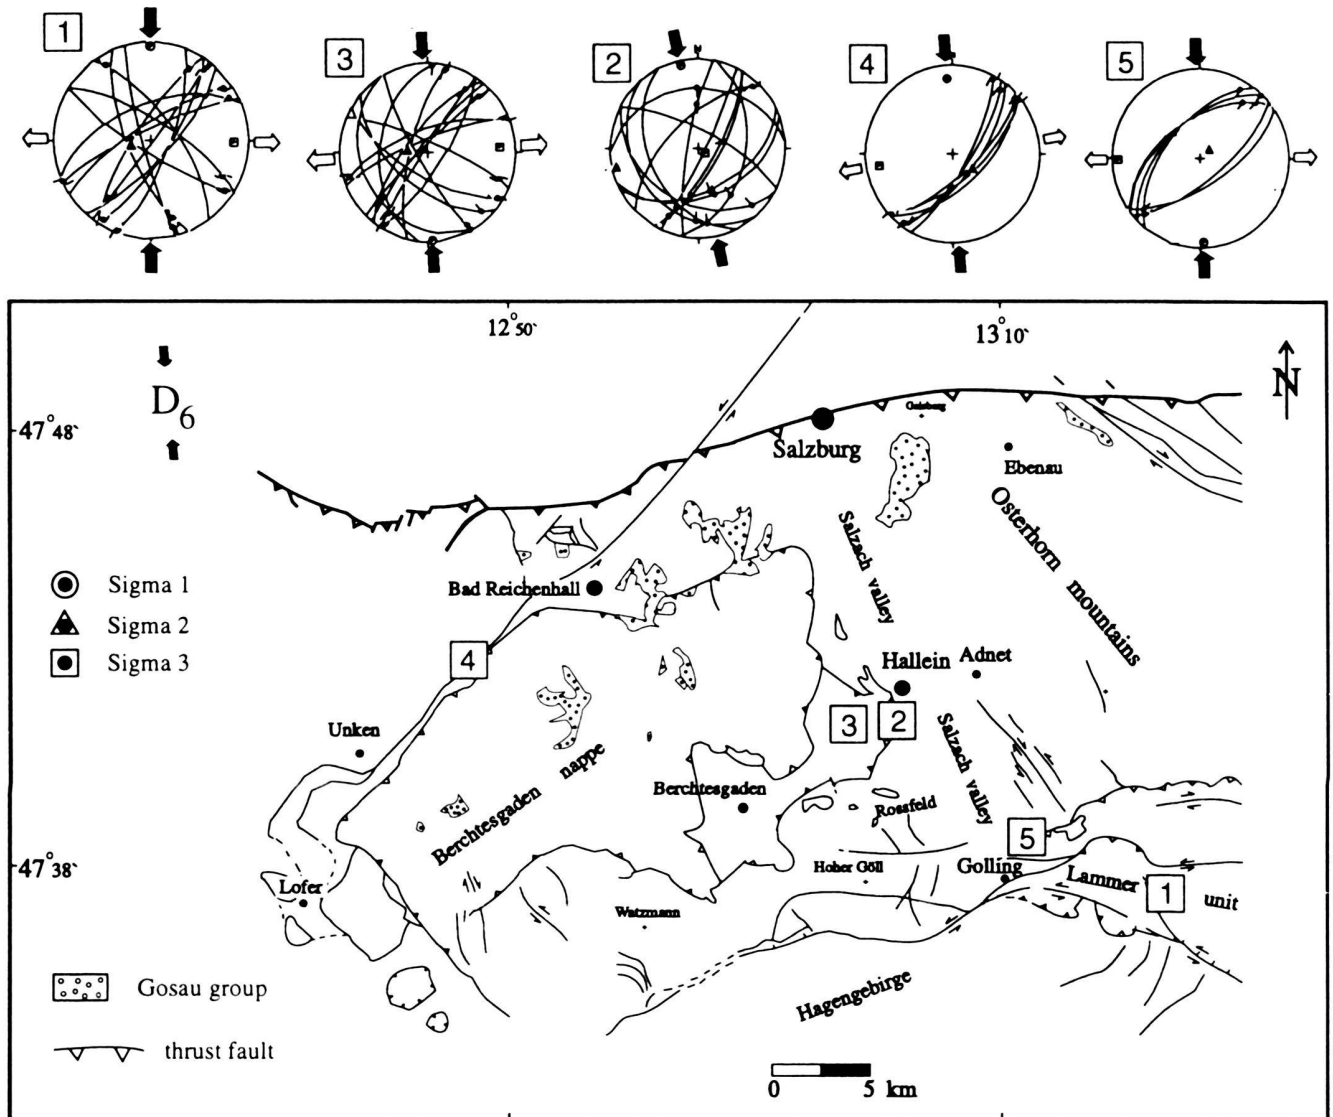 1
3
2
N
4
5
12°50`
13°10`
D6
N
47°48`
Gaisberg
Salzburg
Ebenau
Osterhorn mountains
Salzach valley
Sigma 1
Sigma 2
Sigma 3
Bad Reichenhall
4
Hallein
Adnet
3
2
Unken
Salzach valley
Berchtesgaden nappe
Berchtesgaden
Rossfeld
5
47°38`
Hoher Göll
Golling
Lammer unit
1
Lofer
Watzmann
Gosau group
Hagengebirge
thrust fault
0 5 km